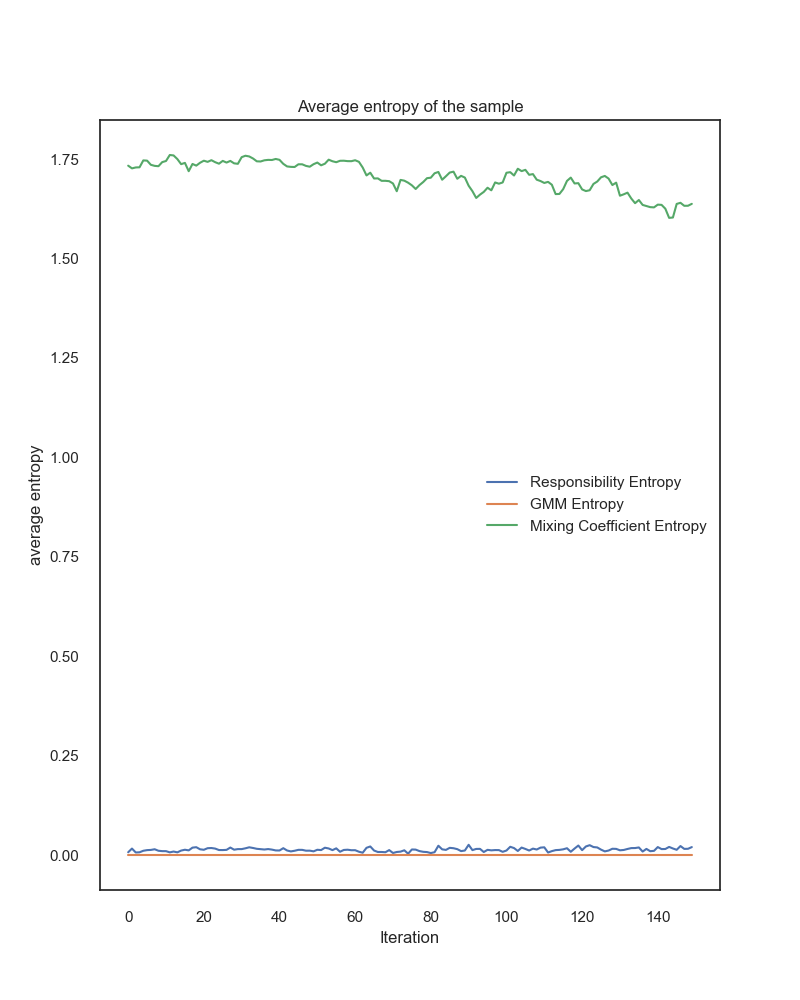 Average entropy of the sample
1.75
1.50
1.25
1.00
0.75
0.50
0.25
0.00
average entropy
Responsibility Entropy
GMM Entropy
Mixing Coefficient Entropy
0 20 40 60 80 100 120 140
Iteration